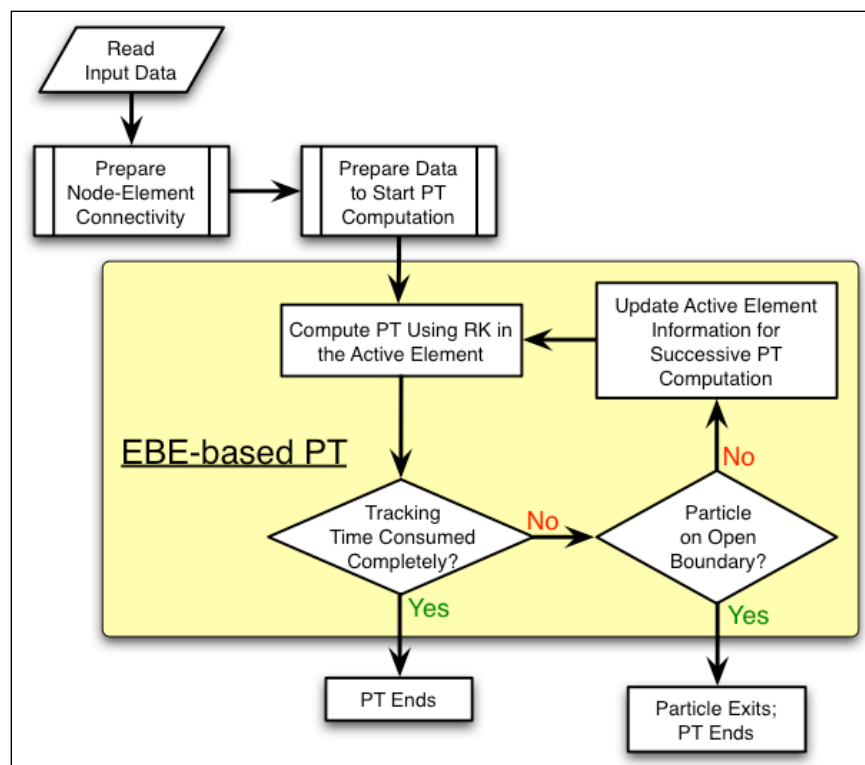 Read
Input Data
Prepare
Node-Element
Connectivity
Prepare Data
to Start PT
Computation
Compute PT Using RK in
the Active Element
Update Active Element
Information for
Successive PT
Computation
EBE-based PT
Tracking
Time Consumed
Completely?
No
Particle
on Open
Boundary?
No
Yes
Yes
PT Ends
Particle Exits;
PT Ends